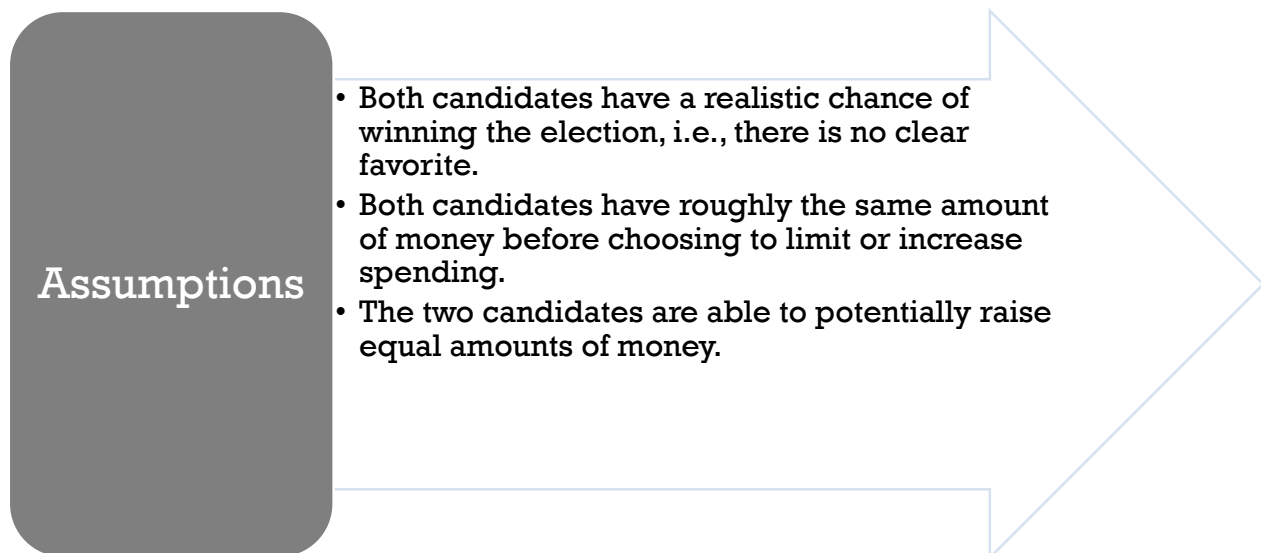 Assumptions
• Both candidates have a realistic chance of
winning the election, i.e., there is no clear
favorite.
• Both candidates have roughly the same amount
of money before choosing to limit or increase
spending.
• The two candidates are able to potentially raise
equal amounts of money.